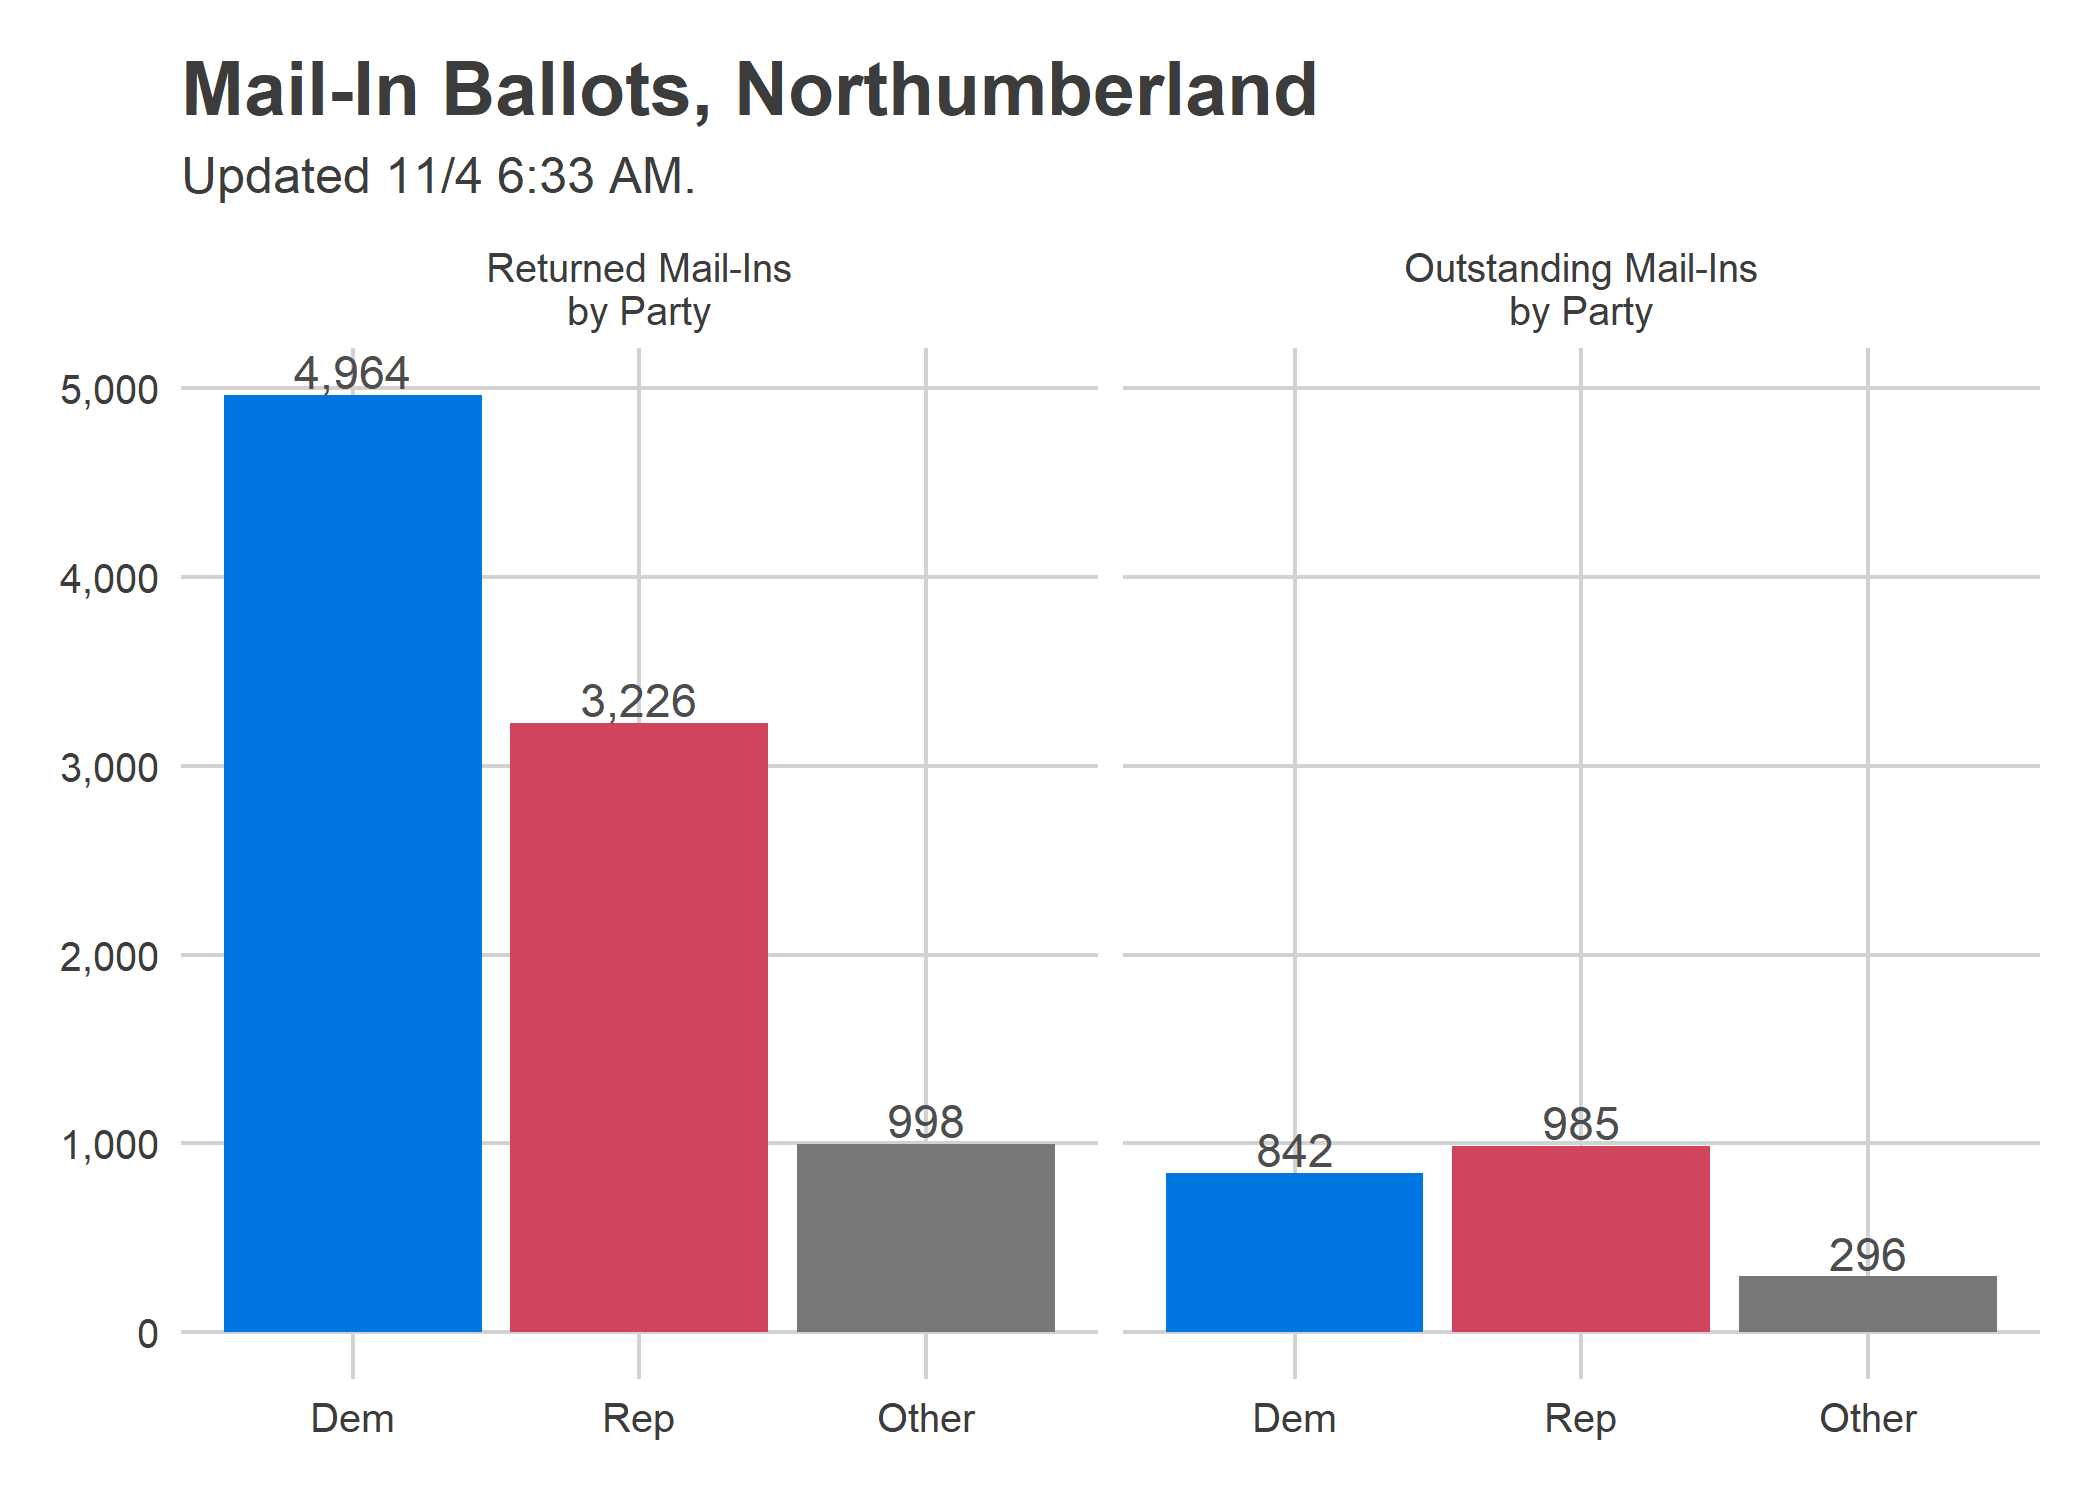 Mail-In Ballots, Northumberland
Updated 11/4 6:33 AM.
Returned Mail-Ins
by Party
Outstanding Mail-Ins
by Party
5,000
4,000
3,000
2,000
1,000
0
4,964
3,226
998
842
985
296
Dem
Rep
Other
Dem
Rep
Other